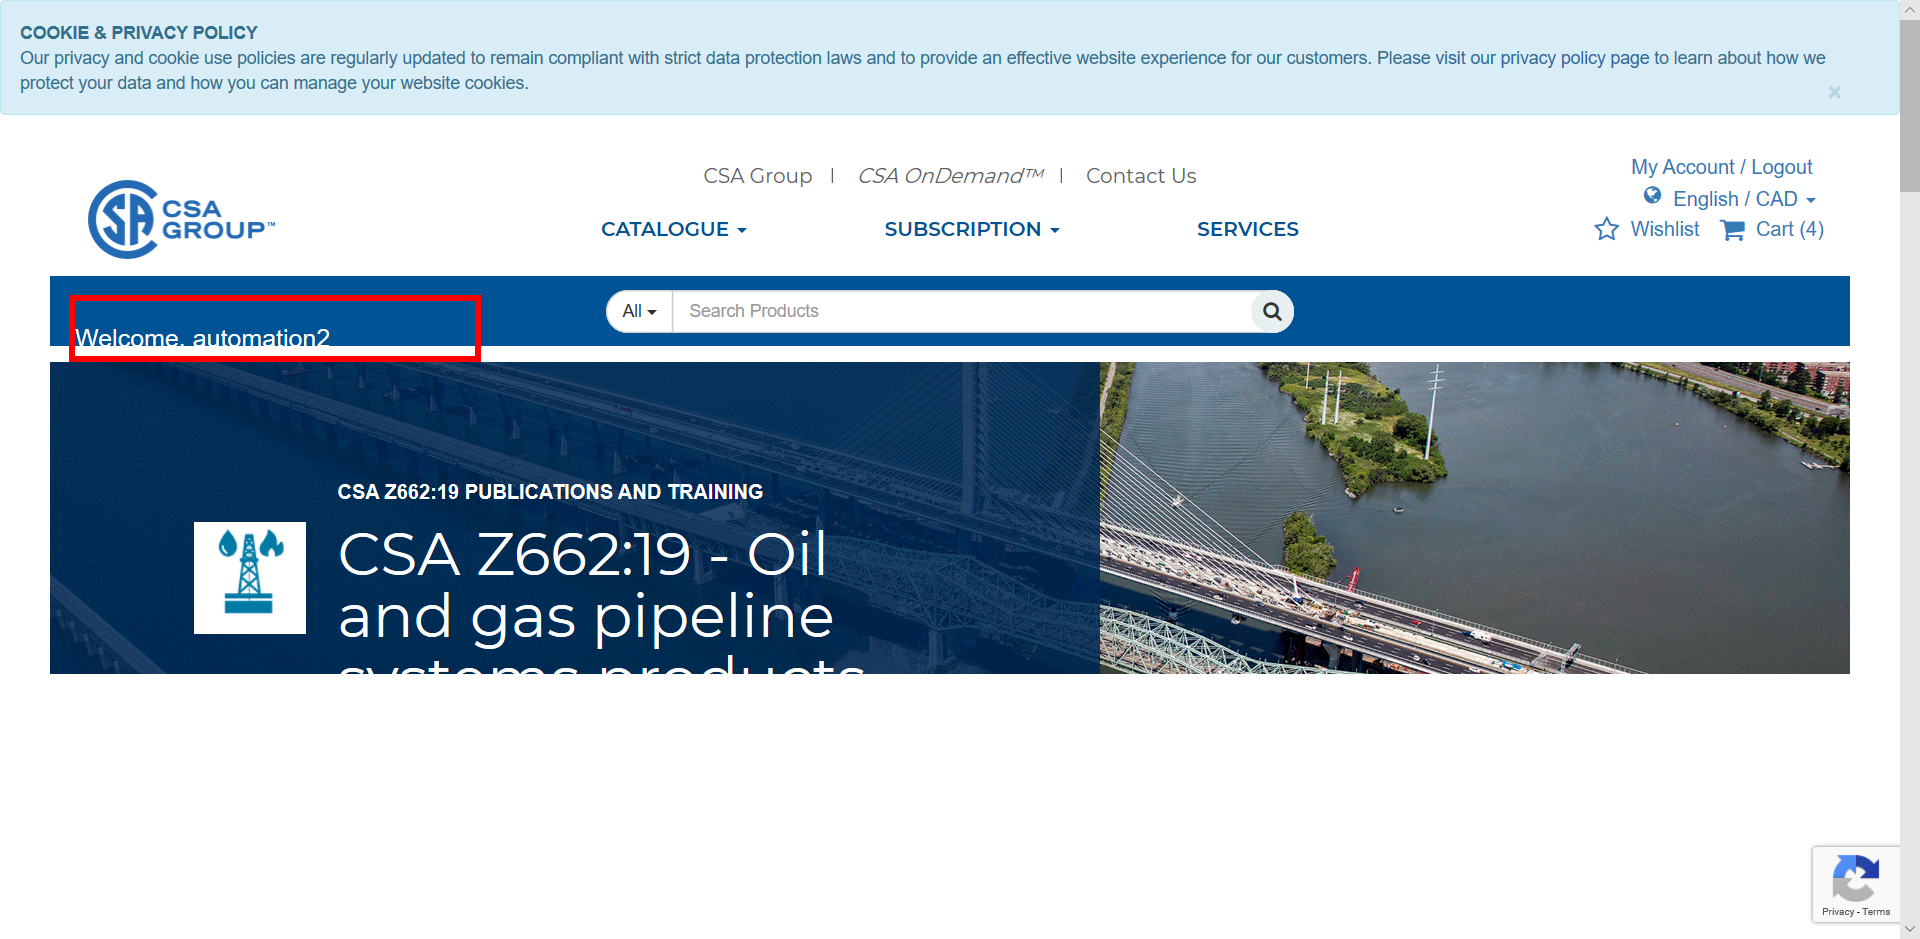 COOKIE & PRIVACY POLICY
Our privacy and cookie use policies are regularly updated to remain compliant with strict data protection laws and to provide an effective website experience for our customers. Please visit our privacy policy page to learn about how we
protect your data and how you can manage your website cookies.
×
CSA Group | CSA OnDemand™ | Contact Us
My Account / Logout
English / CAD
CSA
GROUP™
CATALOGUE SUBSCRIPTION SERVICES
Wishlist Cart (4)
All Search Products
Welcome, automation2
CSA Z662:19 PUBLICATIONS AND TRAINING
CSA Z662:19 - Oil
and gas pipeline
systems products
Privacy - Terms